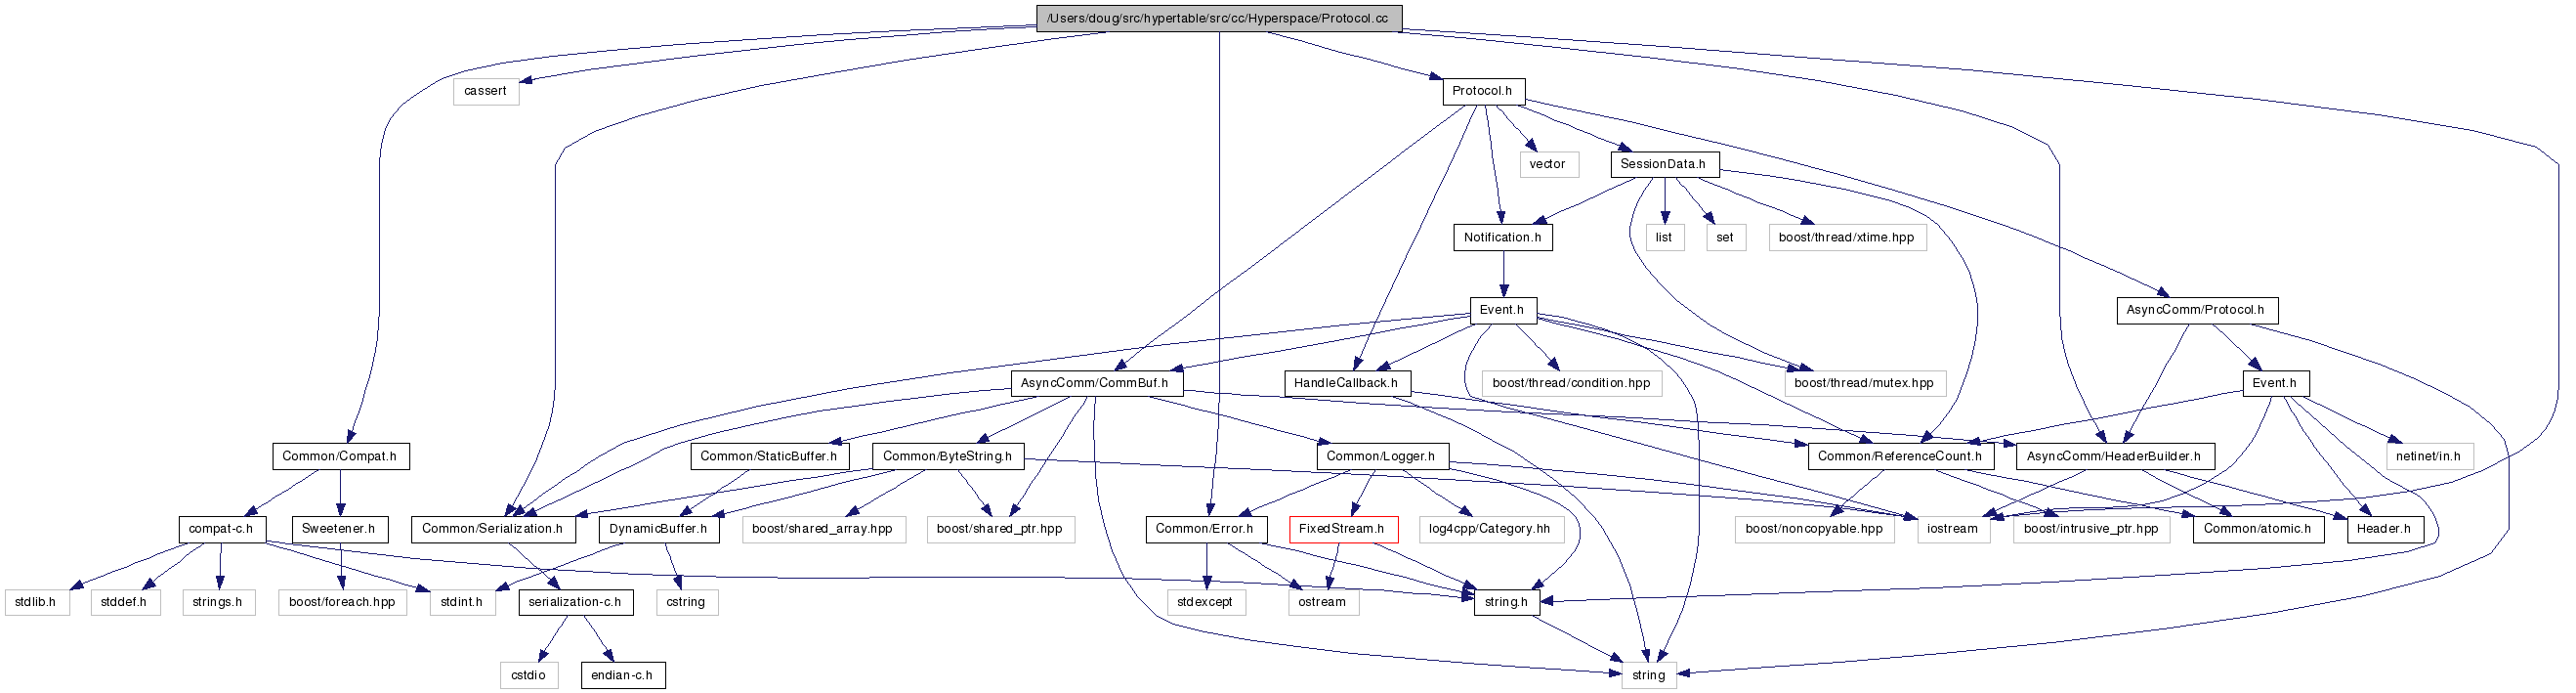 /Users/doug/src/hypertable/src/cc/Hyperspace/Protocol.cc
cassert
Protocol.h
vector
SessionData.h
Notification.h
list
set
boost/thread/xtime.hpp
Event.h
AsyncComm/Protocol.h
AsyncComm/CommBuf.h
HandleCallback.h
boost/thread/condition.hpp
boost/thread/mutex.hpp
Event.h
Common/Compat.h
Common/StaticBuffer.h
Common/ByteString.h
Common/Logger.h
Common/ReferenceCount.h
AsyncComm/HeaderBuilder.h
netinet/in.h
compat-c.h
Sweetener.h
Common/Serialization.h
DynamicBuffer.h
boost/shared_array.hpp
boost/shared_ptr.hpp
Common/Error.h
FixedStream.h
log4cpp/Category.hh
boost/noncopyable.hpp
iostream
boost/intrusive_ptr.hpp
Common/atomic.h
Header.h
stdlib.h
stddef.h
strings.h
boost/foreach.hpp
stdint.h
serialization-c.h
cstring
stdexcept
ostream
string.h
cstdio
endian-c.h
string